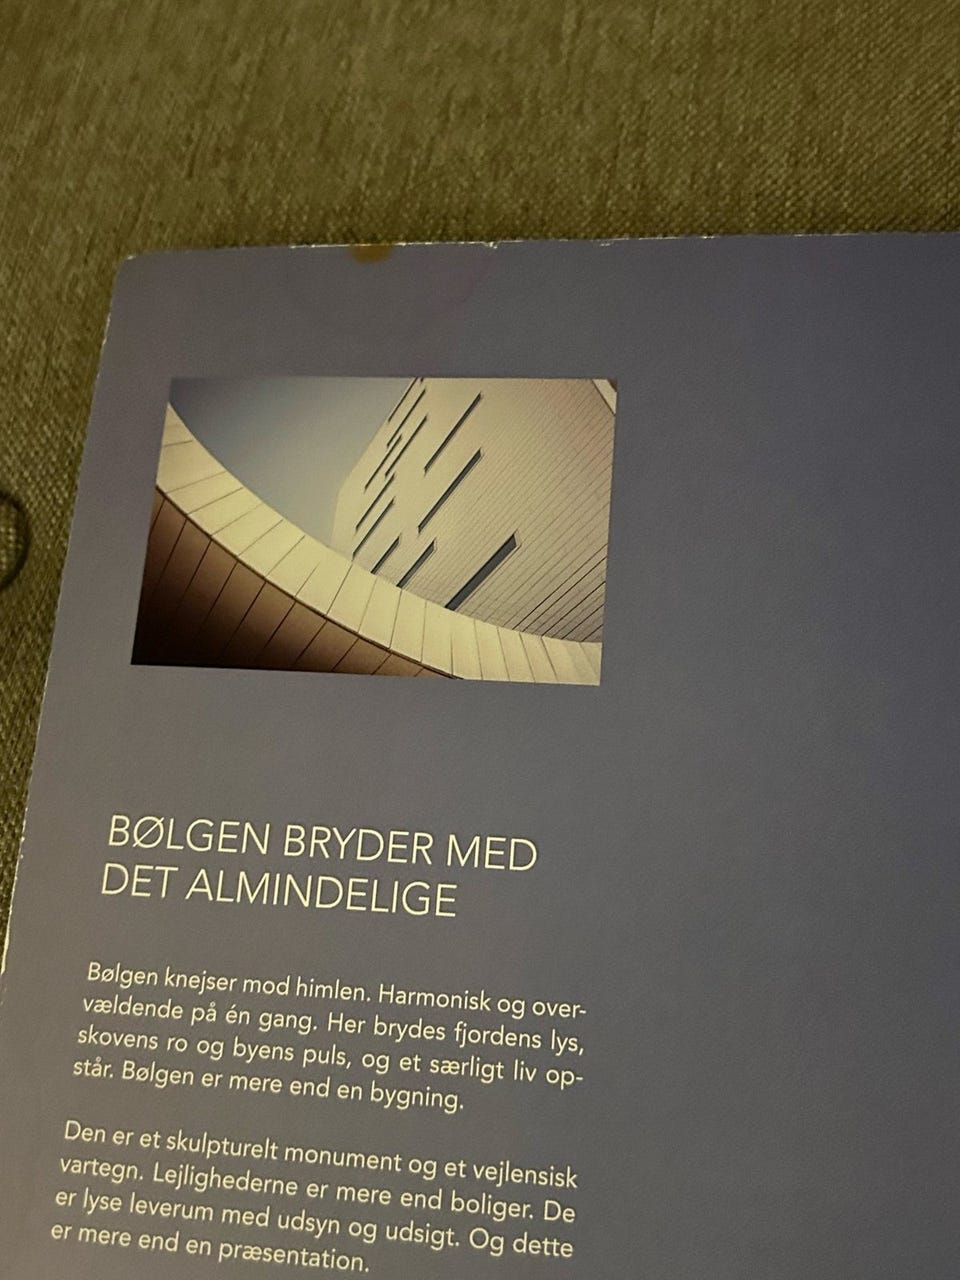 BØLGEN BRYDER MED
DET ALMINDELIGE
Bølgen knejser mod himlen. Harmonisk og over-
vældende på én gang. Her brydes fjordens lys,
skovens ro og byens puls, og et særligt liv op-
står. Bølgen er mere end en bygning.
Den er et skulpturelt monument og et vejlensisk
vartegn. Lejlighederne er mere end boliger. De
er lyse leverum med udsyn og udsigt. Og dette
er mere end en præsentation.